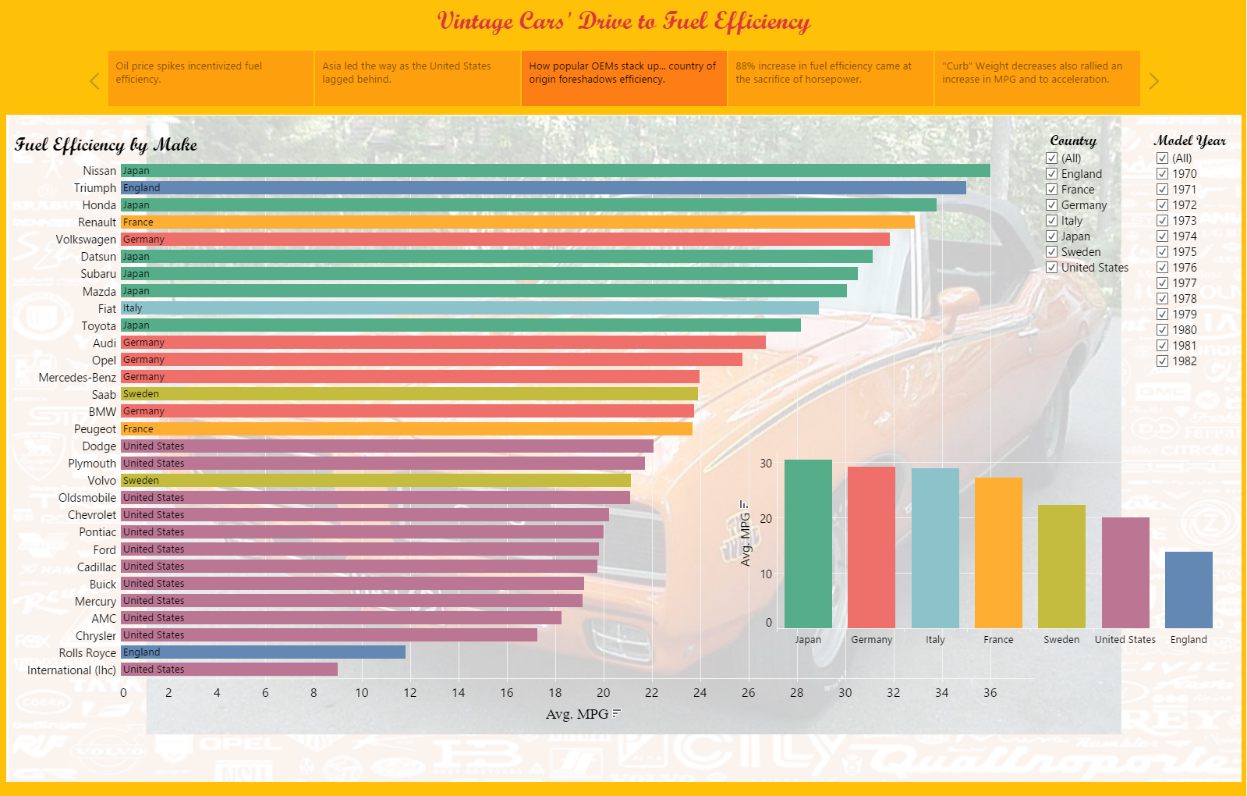 Vintage Cars' Drive to Fuel Efficiency
Oil price spikes incentivized fuel
efficiency.
Asia led the way as the United States
lagged behind.
How popular OEMs stack up... country of
origin foreshadows efficiency.
88% increase in fuel efficiency came at
the sacrifice of horsepower.
"Curb" Weight decreases also rallied an
increase in MPG and to acceleration.
Fuel Efficiency by Make
Nissan Japan
Triumph England
Honda Japan
Renault France
Volkswagen Germany
Datsun Japan
Subaru Japan
Mazda Japan
Fiat Italy
Toyota Japan
Audi Germany
Opel Germany
Mercedes-Benz Germany
Saab Sweden
BMW Germany
Peugeot France
Dodge United States
Plymouth United States
Volvo Sweden
Oldsmobile United States
Chevrolet United States
Pontiac United States
Ford United States
Cadillac United States
Buick United States
Mercury United States
AMC United States
Chrysler United States
Rolls Royce England
International (Ihc) United States
0 2 4 6 8 10 12 14 16 18 20 22 24 26 28 30 32 34 36
Avg. MPG
Country
(All)
England
France
Germany
Italy
Japan
Sweden
United States
Model Year
(All)
1970
1971
1972
1973
1974
1975
1976
1977
1978
1979
1980
1981
1982
30
20
10
0
Avg. MPG
Japan Germany Italy France Sweden United States England
OPEL
VOLVO
Quattroporte